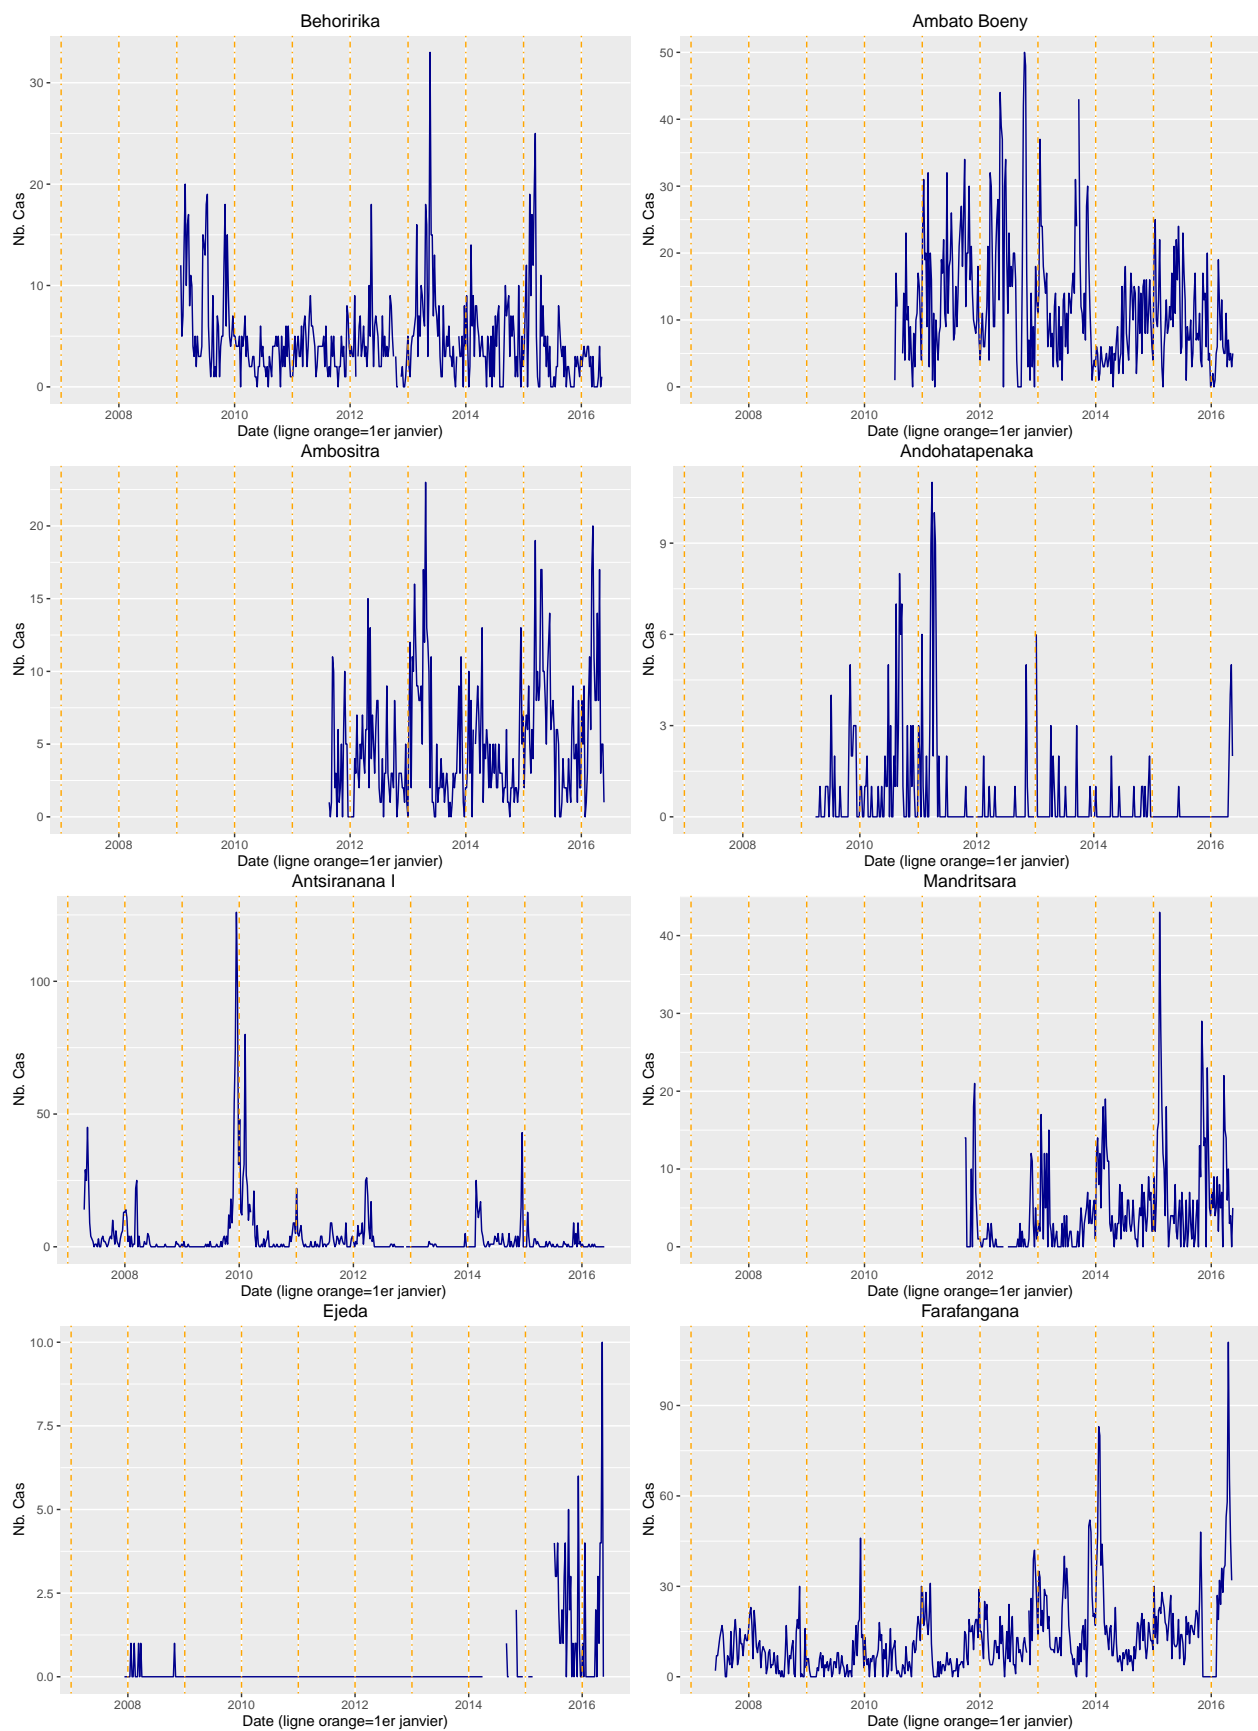 Behoririka
Nb. Cas
30
20
10
0
2008 2010 2012 2014 2016
Date (ligne orange=1er janvier)
Ambato Boeny
Nb. Cas
50
40
30
20
10
0
2008 2010 2012 2014 2016
Date (ligne orange=1er janvier)
Ambositra
Nb. Cas
20
15
10
5
0
2008 2010 2012 2014 2016
Date (ligne orange=1er janvier)
Andohatapenaka
Nb. Cas
9
6
3
0
2008 2010 2012 2014 2016
Date (ligne orange=1er janvier)
Antsiranana I
Nb. Cas
100
50
0
2008 2010 2012 2014 2016
Date (ligne orange=1er janvier)
Mandritsara
Nb. Cas
40
30
20
10
0
2008 2010 2012 2014 2016
Date (ligne orange=1er janvier)
Ejeda
Nb. Cas
10.0
7.5
5.0
2.5
0.0
2008 2010 2012 2014 2016
Date (ligne orange=1er janvier)
Farafangana
Nb. Cas
90
60
30
0
2008 2010 2012 2014 2016
Date (ligne orange=1er janvier)